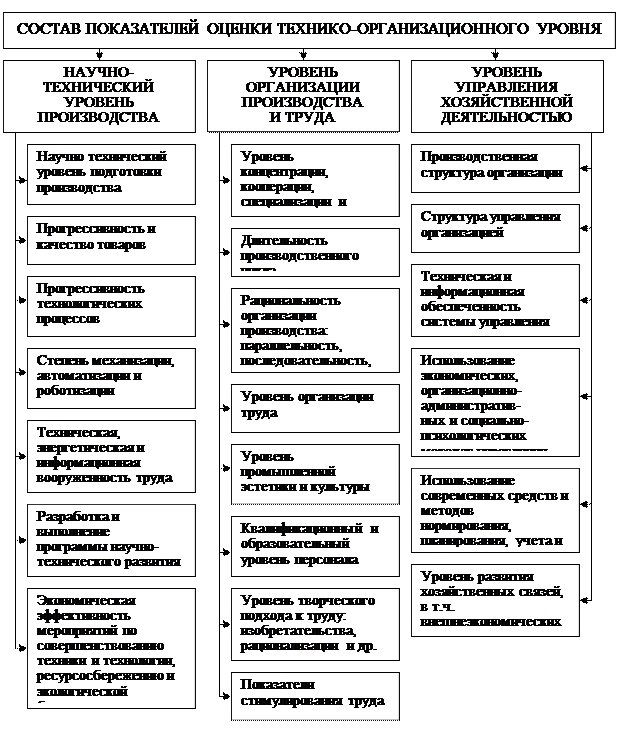 СОСТАВ ПОКАЗАТЕЛЕЙ ОЦЕНКИ ТЕХНИКО-ОРГАНИЗАЦИОННОГО УРОВНЯ
НАУЧНО-
ТЕХНИЧЕСКИЙ
УРОВЕНЬ
ПРОИЗВОДСТВА
Научно технический
уровень подготовки
производства
Прогрессивность и
качество товаров
Прогрессивность
технологических
процессов
Степень механизации,
автоматизации и
роботизации
Техническая,
энергетическая и
информационная
вооруженность труда
Разработка и
выполнение
программы научно-
технического развития
Экономическая
эффективность
мероприятий по
совершенствованию
техники и технологии,
ресурсосбережению и
экологической
УРОВЕНЬ
ОРГАНИЗАЦИИ
ПРОИЗВОДСТВА
И ТРУДА
Уровень
концентрации,
кооперации,
специализации и
Длительность
производственного
Рациональность
организации
производства:
параллельность,
последовательность,
Уровень организации
труда
Уровень
промышленной
эстетики и культуры
Квалификационный и
образовательный
уровень персонала
Уровень творческого
подхода к труду:
изобретательства,
рационализации и др.
Показатели
стимулирования труда
УРОВЕНЬ
УПРАВЛЕНИЯ
ХОЗЯЙСТВЕННОЙ
ДЕЯТЕЛЬНОСТЬЮ
Производственная
структура организации
Структура управления
организацией
Техническая и
информационная
обеспеченность
системы управления
Использование
экономических,
организационно-
административ-
ных и социально-
психологических
Использование
современных средств и
методов
нормирования,
планирования, учета и
Уровень развития
хозяйственных связей,
в т.ч.
внешнеэкономических